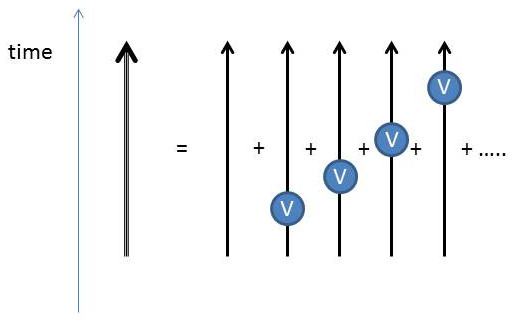 time
= + + + + + .....
V
V
V
V